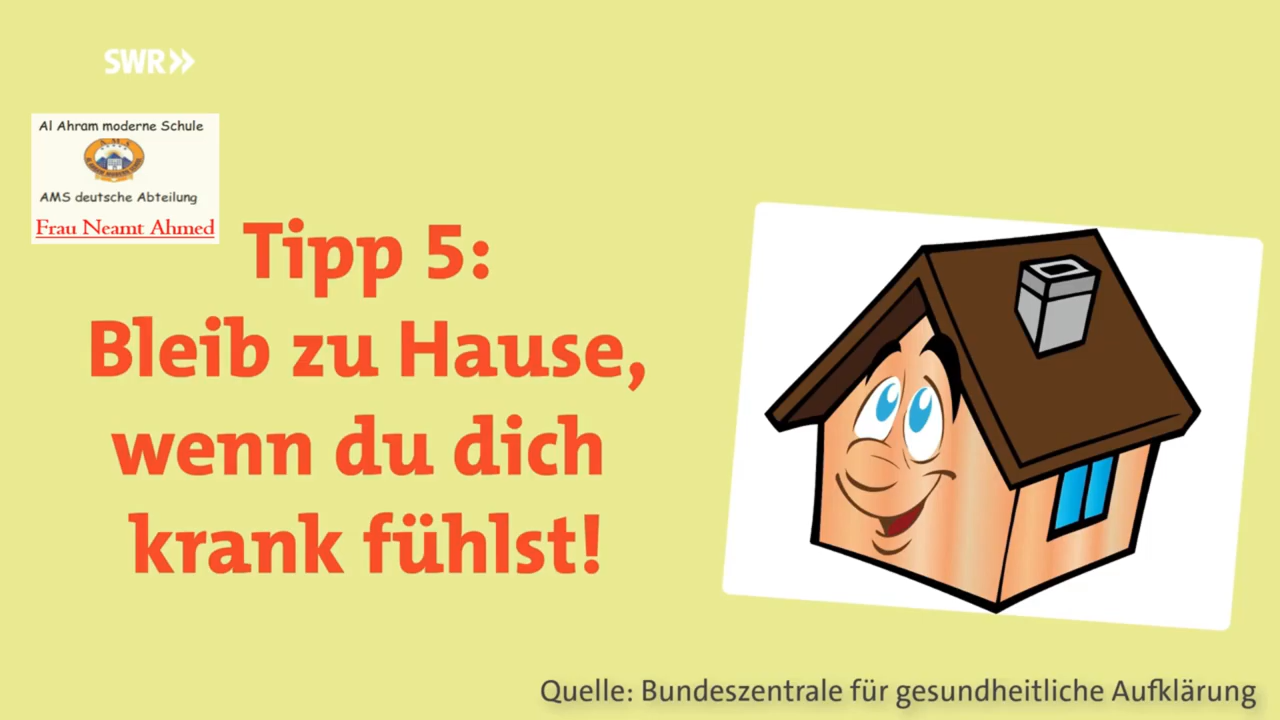 SWR»
Al Ahram moderne Schule
AMS
AMS deutsche Abteilung
Frau Neamt Ahmed
Tipp 5:
Bleib zu Hause,
wenn du dich
krank fühlst!
Quelle: Bundeszentrale für gesundheitliche Aufklärung